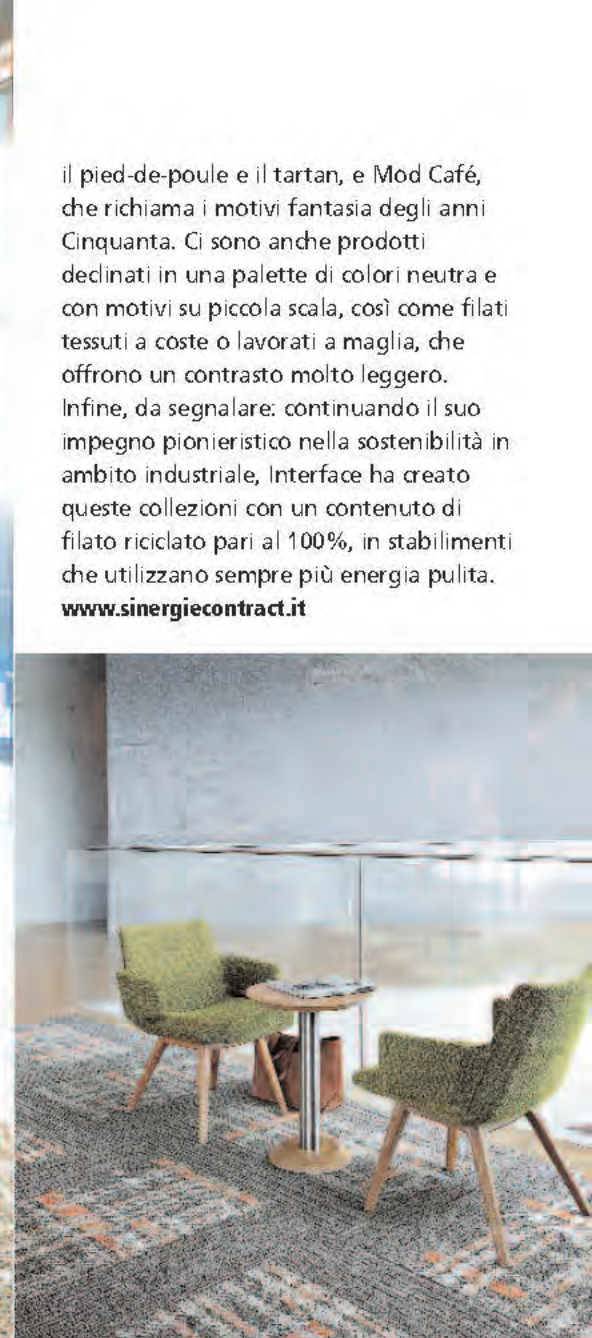 il pied-de-poule e il tartan, e Mod Café,
che richiama i motivi fantasia degli anni
Cinquanta. Ci sono anche prodotti
declinati in una palette di colori neutra e
con motivi su piccola scala, così come filati
tessuti a coste o lavorati a maglia, che
offrono un contrasto molto leggero.
Infine, da segnalare: continuando il suo
impegno pionieristico nella sostenibilità in
ambito industriale, Interface ha creato
queste collezioni con un contenuto di
filato riciclato pari al 100%, in stabilimenti
che utilizzano sempre più energia pulita.
www.sinergiecontract.it